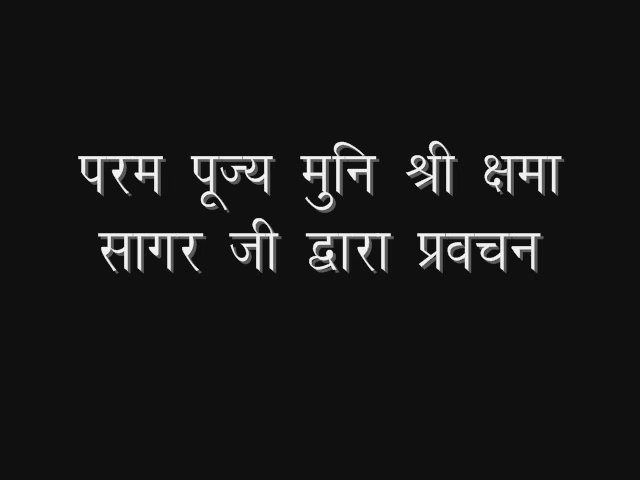 परम पूज्य मुनि श्री क्षमा
सागर जी द्वारा प्रवचन